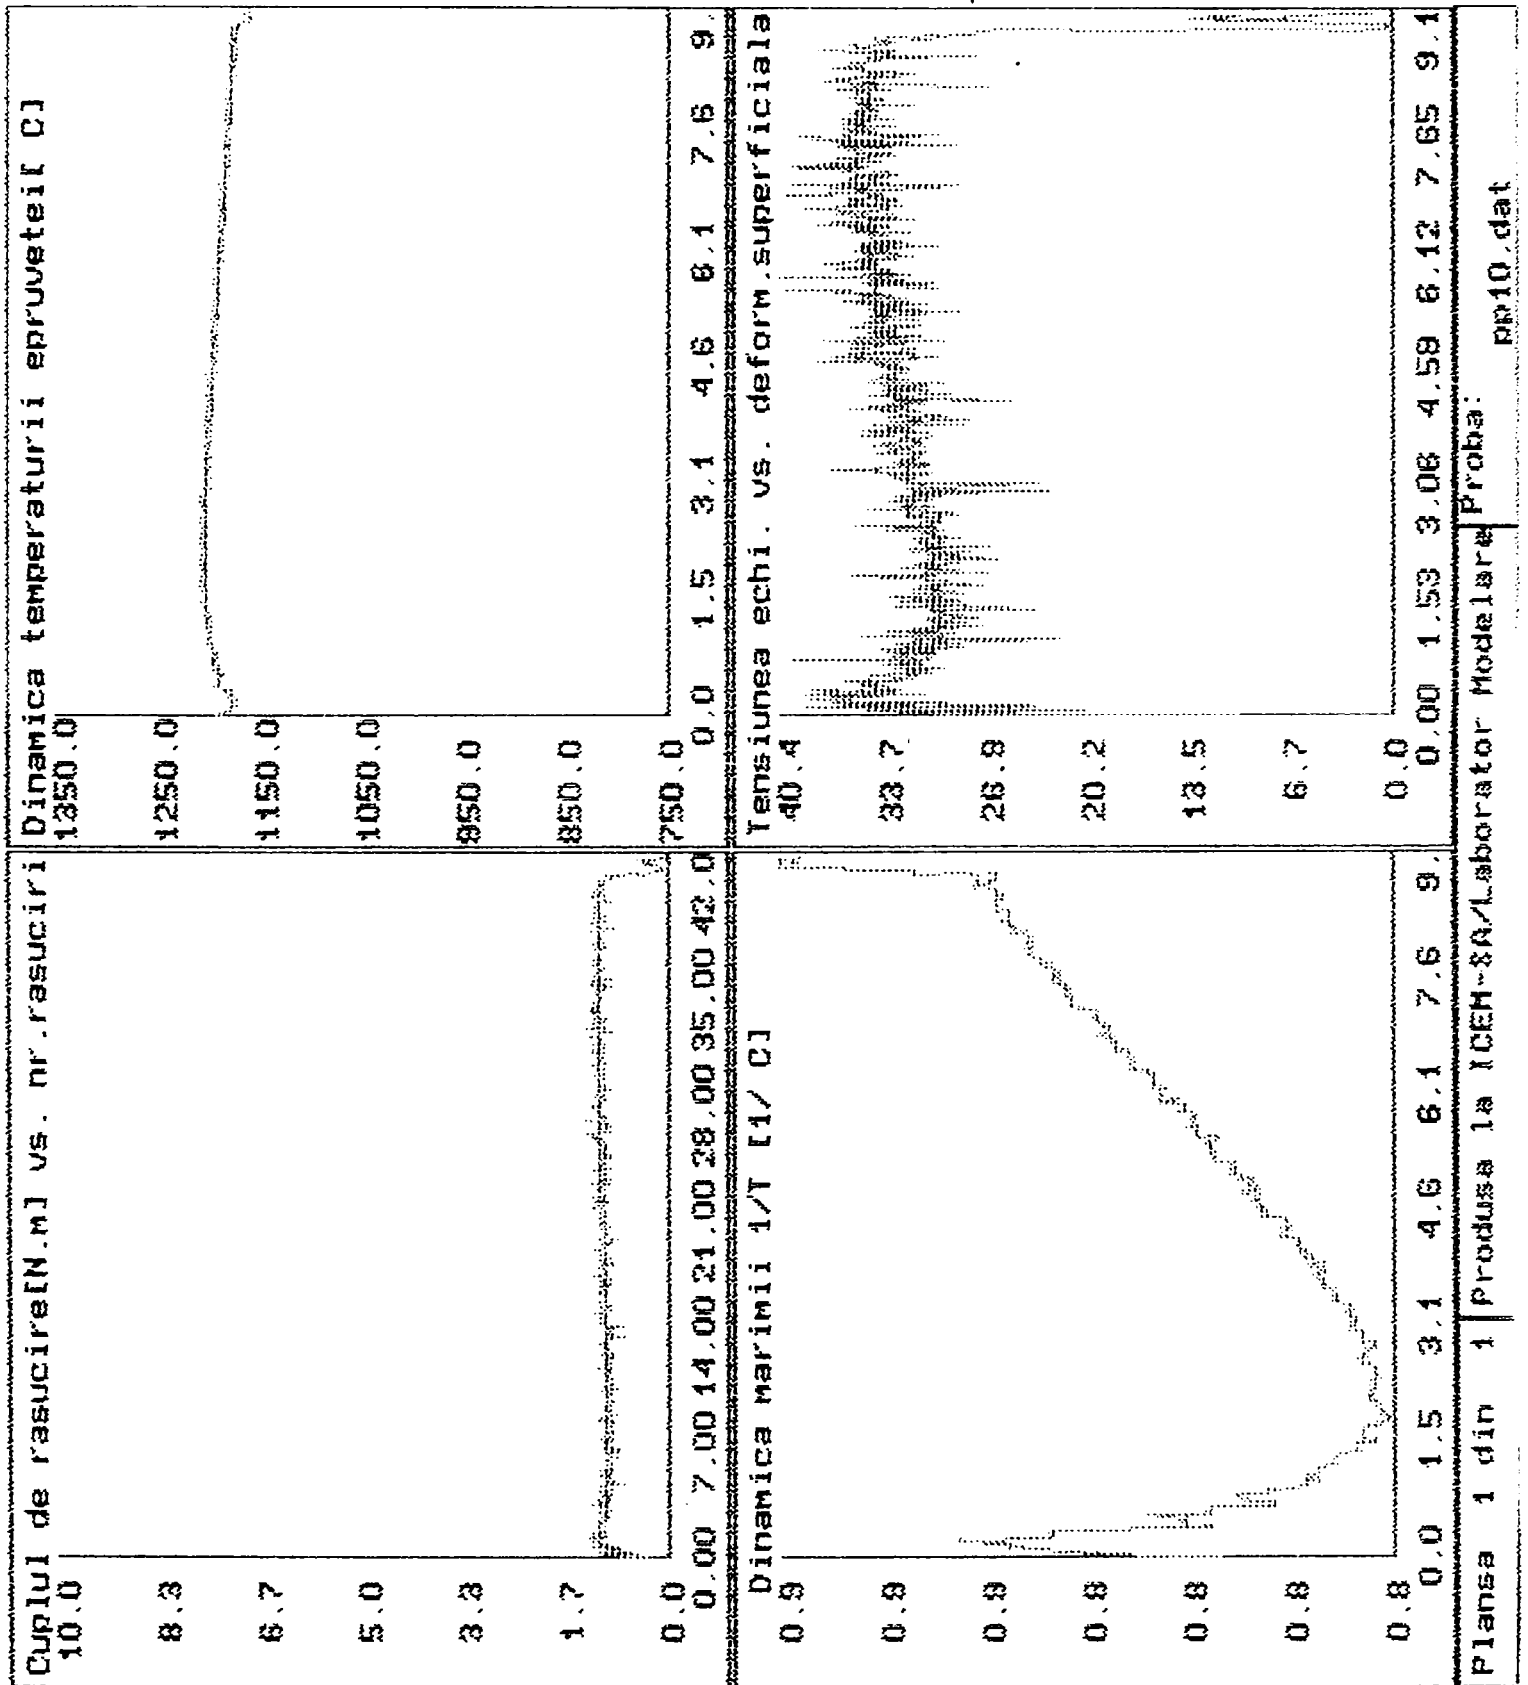 Cuplul de rasucire[N.m] vs. nr.rasuciri
10.0
8.3
6.7
5.0
3.3
1.7
0.0
0.00 7.00 14.00 21.00 28.00 35.00 42.0
Dinamica temperaturii epruvetei[ C]
1350.0
1250.0
1150.0
1050.0
950.0
850.0
750.0
0.0 1.5 3.1 4.6 6.1 7.6 9.
Dinamica marimii 1/T [1/ C]
0.9
0.9
0.9
0.8
0.8
0.8
0.8
0.0 1.5 3.1 4.6 6.1 7.6 9.
Tensiunea echi. vs. deform.superficiala
40.4
33.7
26.9
20.2
13.5
6.7
0.0
0.00 1.53 3.06 4.59 6.12 7.65 9.1
Plansa 1 din 1
Produsa la ICEM-SA/Laborator Modelare
Proba:
pp10.dat